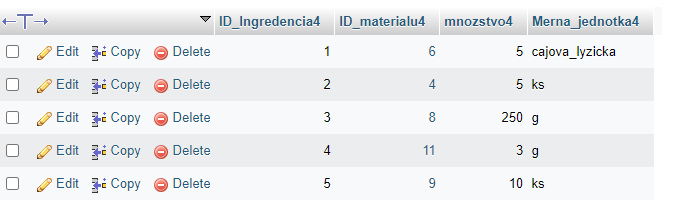 ←T→ ID_Ingredencia4 ID_materialu4 mnozstvo4 Merna_jednotka4
Edit Copy Delete 1 6 5 cajova_lyzicka
Edit Copy Delete 2 4 5 ks
Edit Copy Delete 3 8 250 g
Edit Copy Delete 4 11 3 g
Edit Copy Delete 5 9 10 ks